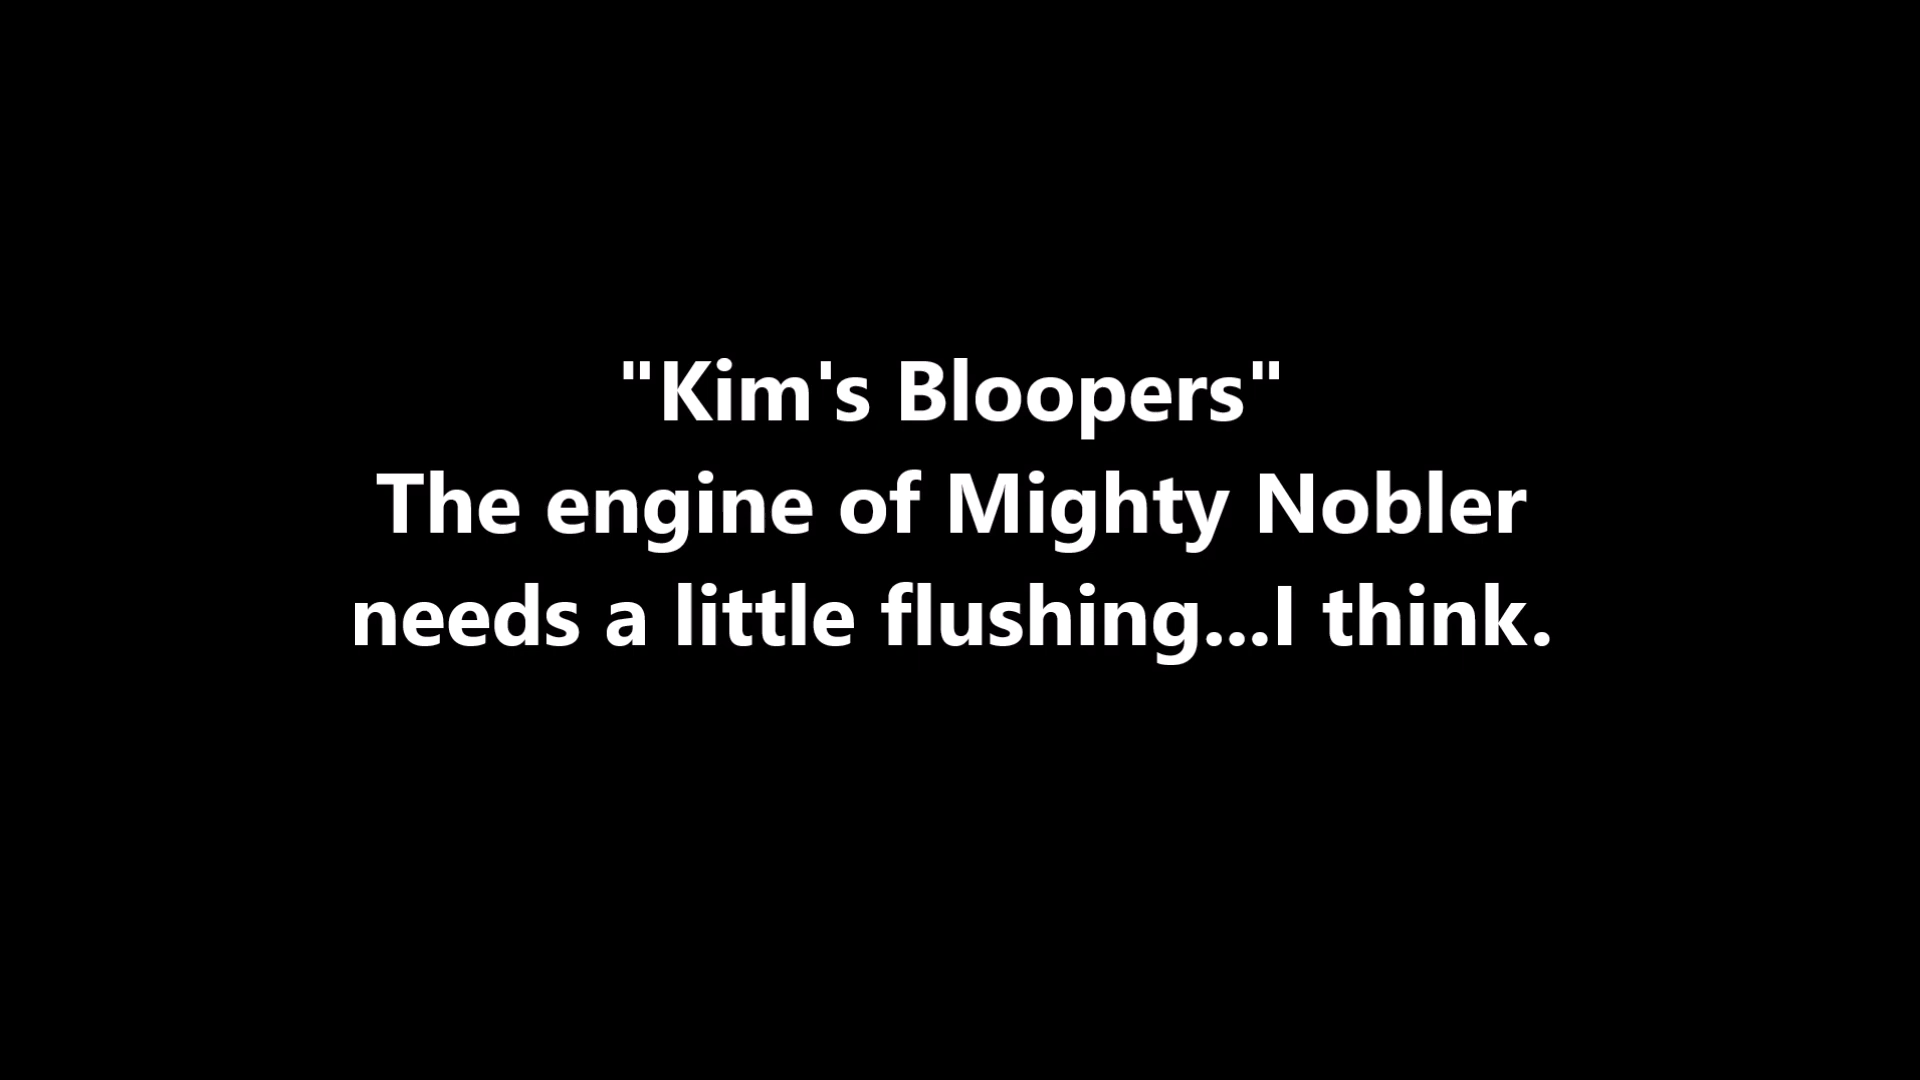 "Kim's Bloopers"
The engine of Mighty Nobler
needs a little flushing...I think.